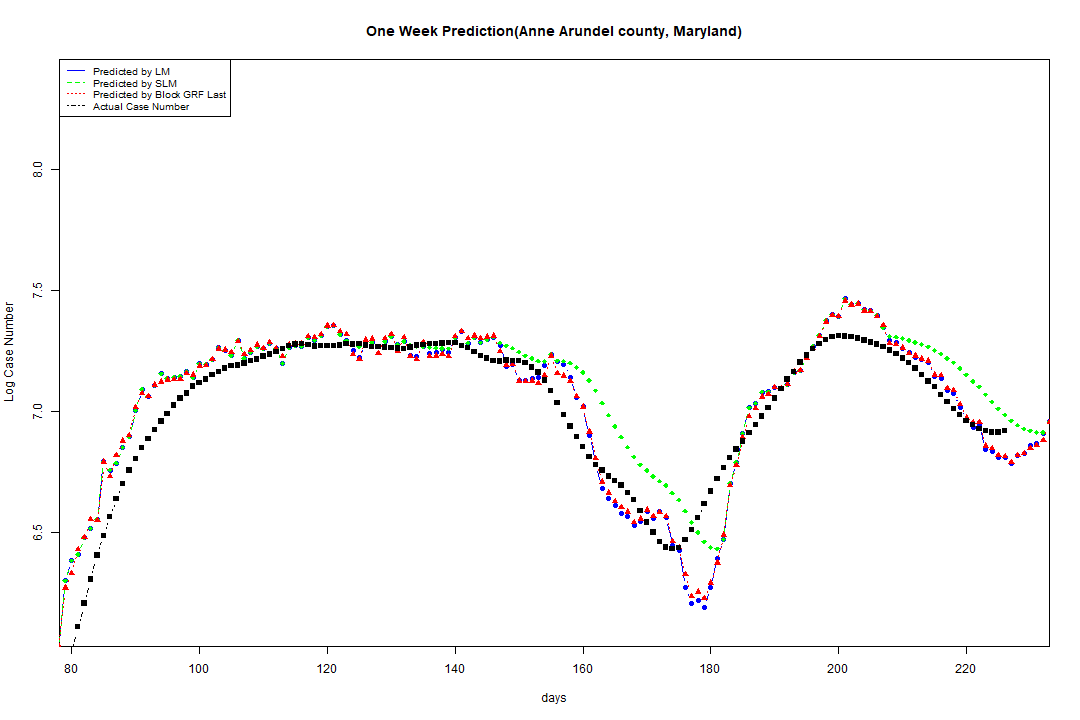 One Week Prediction(Anne Arundel county, Maryland)
Predicted by LM
Predicted by SLM
Predicted by Block GRF Last
Actual Case Number
8.0
7.5
7.0
6.5
Log Case Number
80 100 120 140 160 180 200 220
days